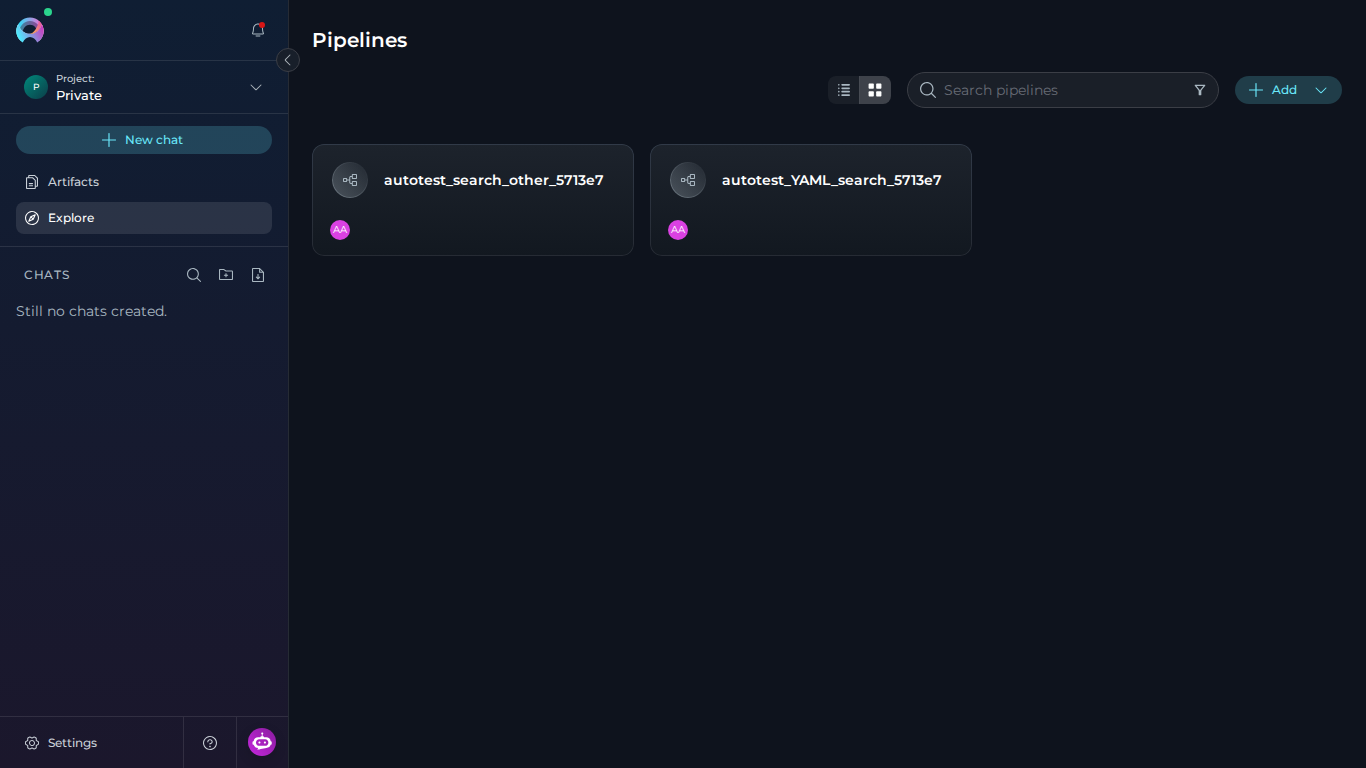 Project:
P
Private
New chat
Artifacts
Explore
CHATS
Still no chats created.
Settings
Pipelines
Search pipelines
Add
autotest_search_other_5713e7
AA
autotest_YAML_search_5713e7
AA